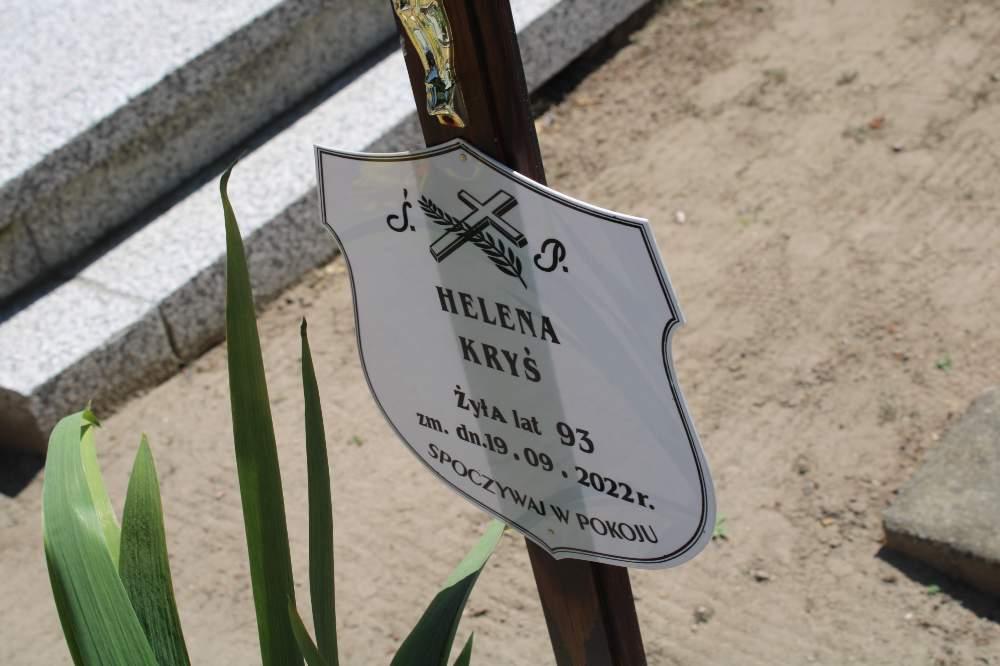 Ś. P.
HELENA
KRYŚ
ŻyłA lat 93
zm. dn.19.09.2022r.
SPOCZYWAJ W POKOJU